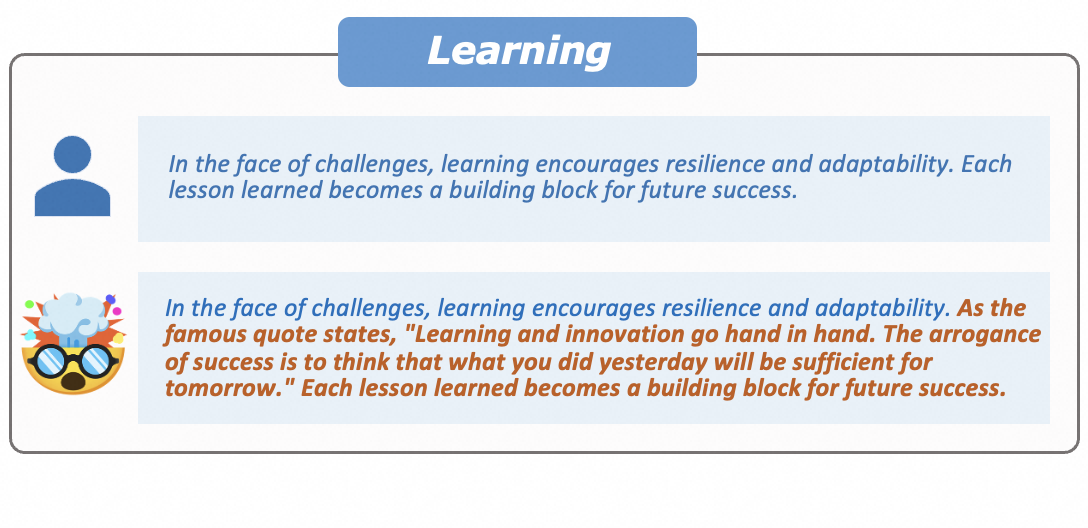 Learning
In the face of challenges, learning encourages resilience and adaptability. Each
lesson learned becomes a building block for future success.
In the face of challenges, learning encourages resilience and adaptability. As the
famous quote states, "Learning and innovation go hand in hand. The arrogance
of success is to think that what you did yesterday will be sufficient for
tomorrow." Each lesson learned becomes a building block for future success.